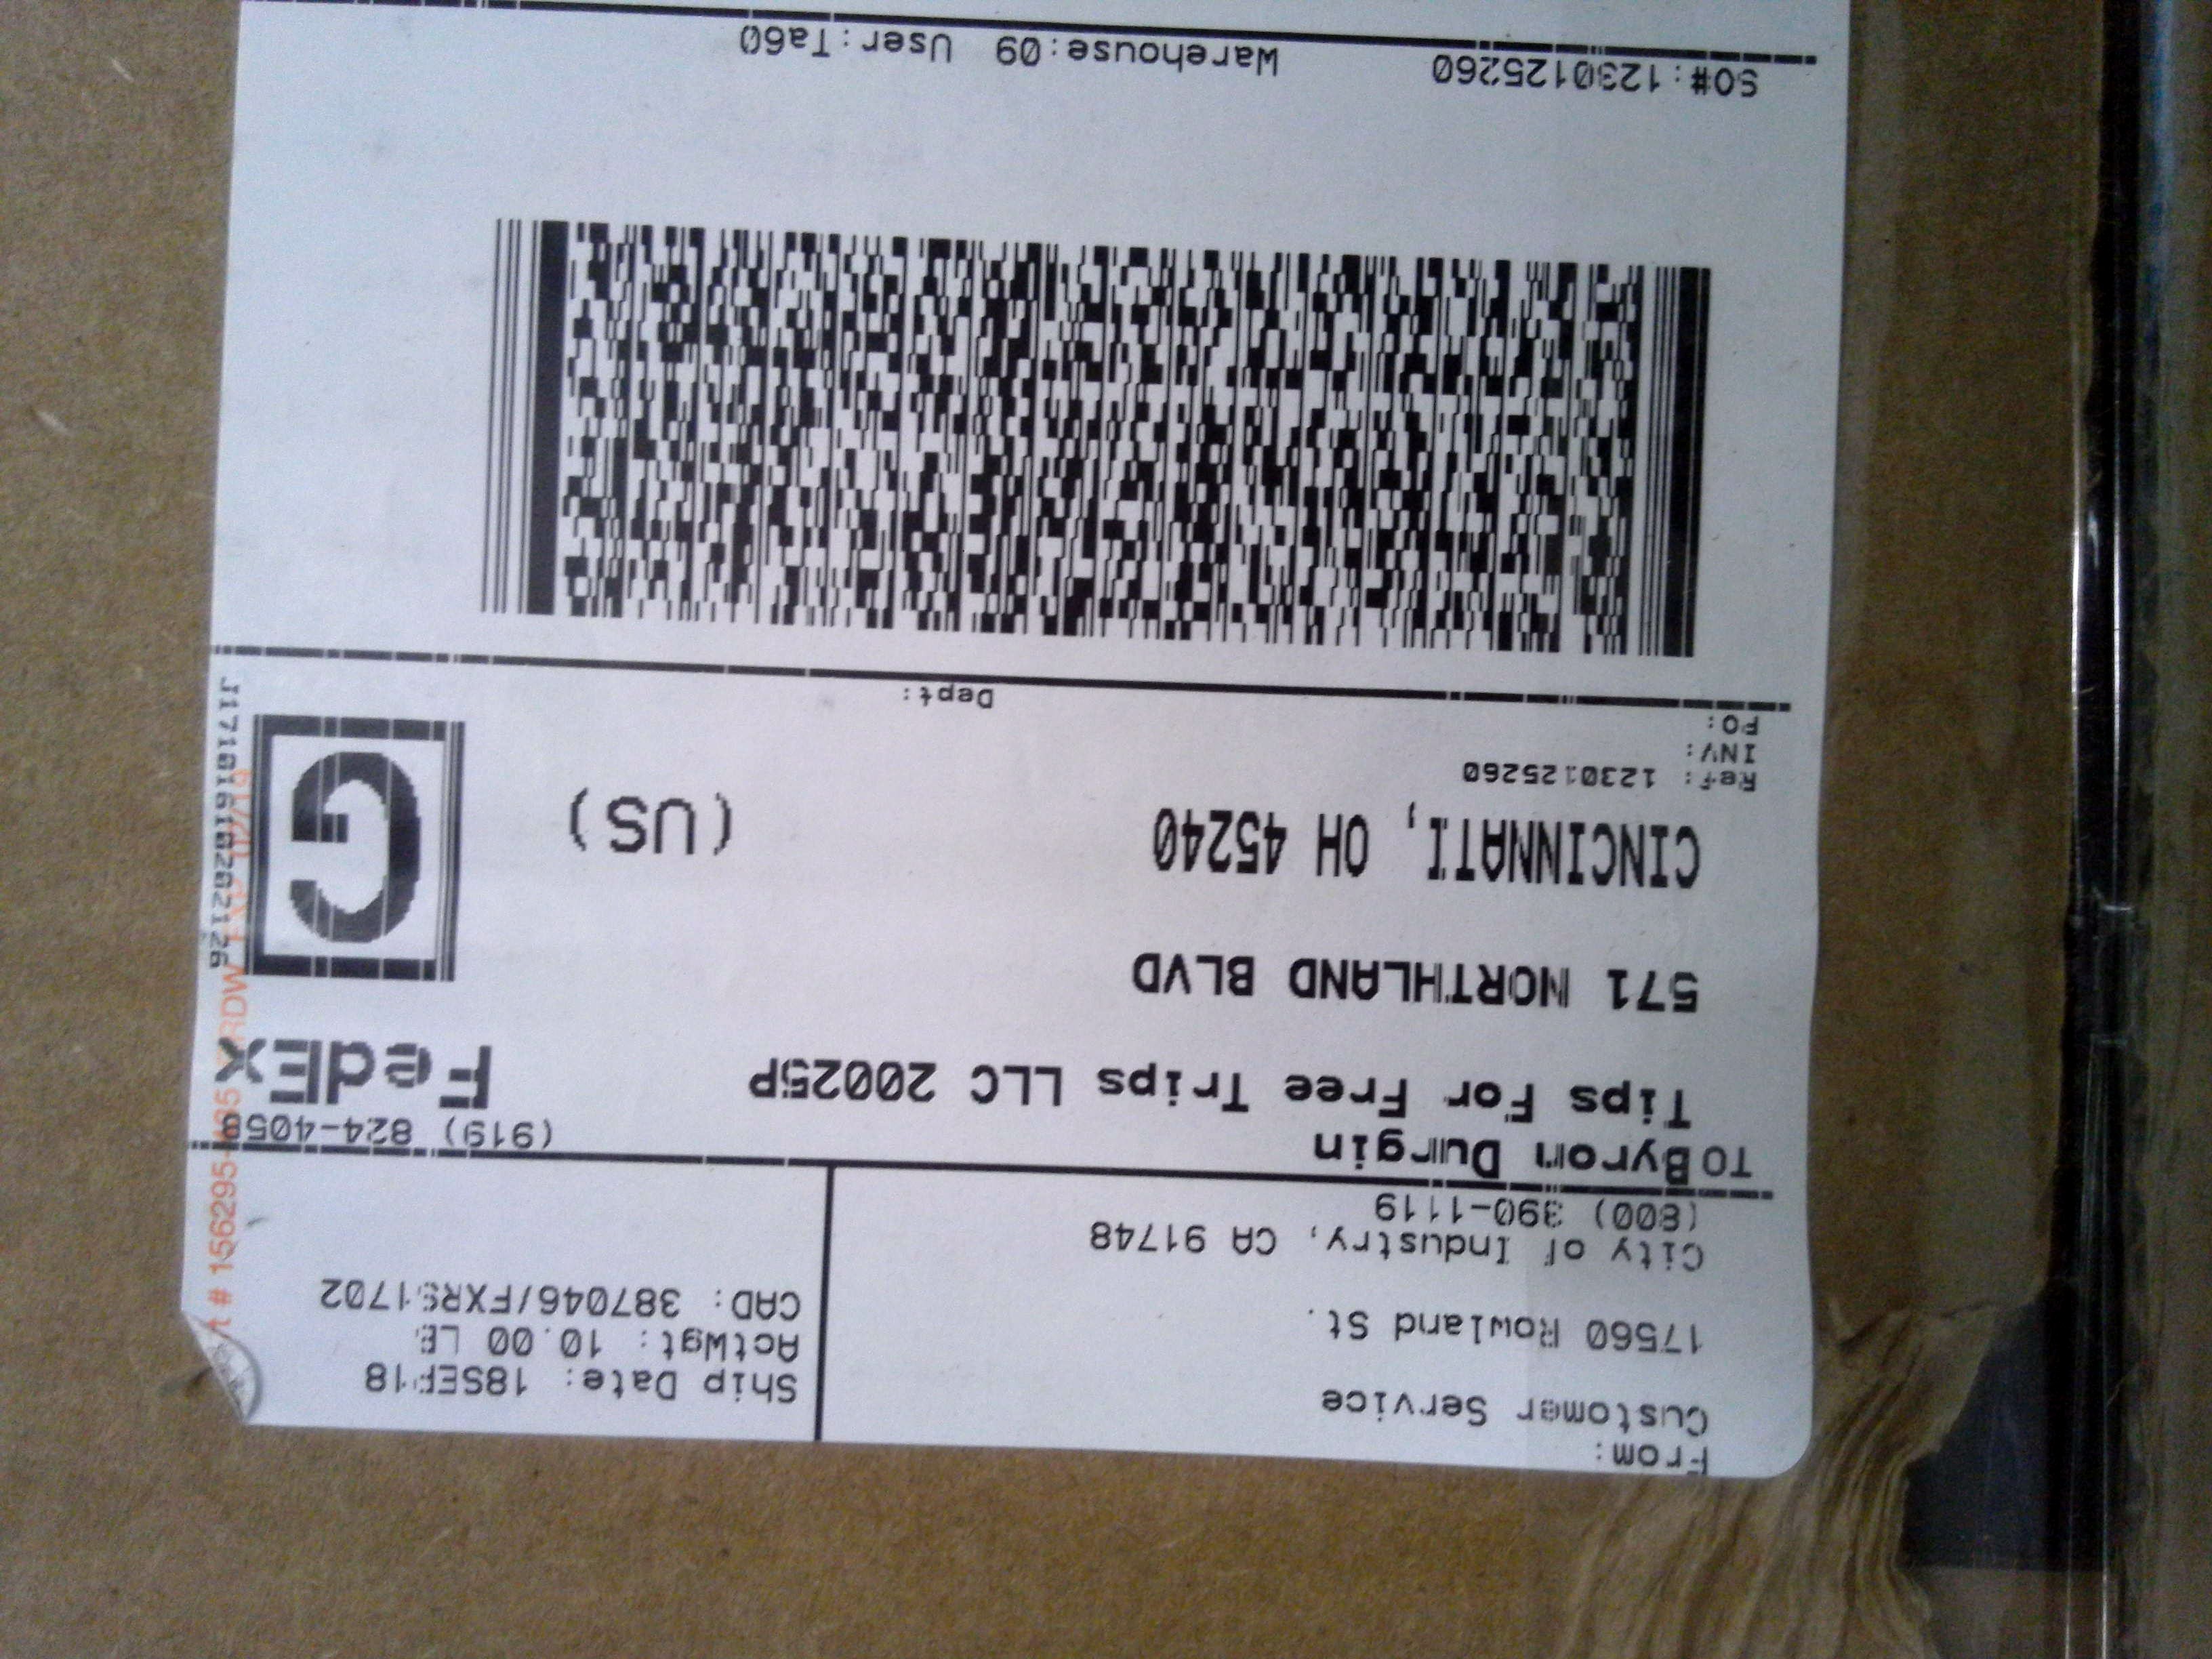 From:
Customer Service
17560 Rowland St.
City of Industry, CA 91748
(800) 390-1119
Ship Date: 18SEP18
ActWgt: 10.00 LB
CAD: 387046/FXRS1702
TO Byron Durgin
Tips For Free Trips LLC 20025P
571 NORTHLAND BLVD
(919) 824-4058
FedEx
CINCINNATI, OH 45240
(US)
G
Ref: 1230125260
INV:
PO:
Dept:
SO#:1230125260 Warehouse:09 User:Ta60